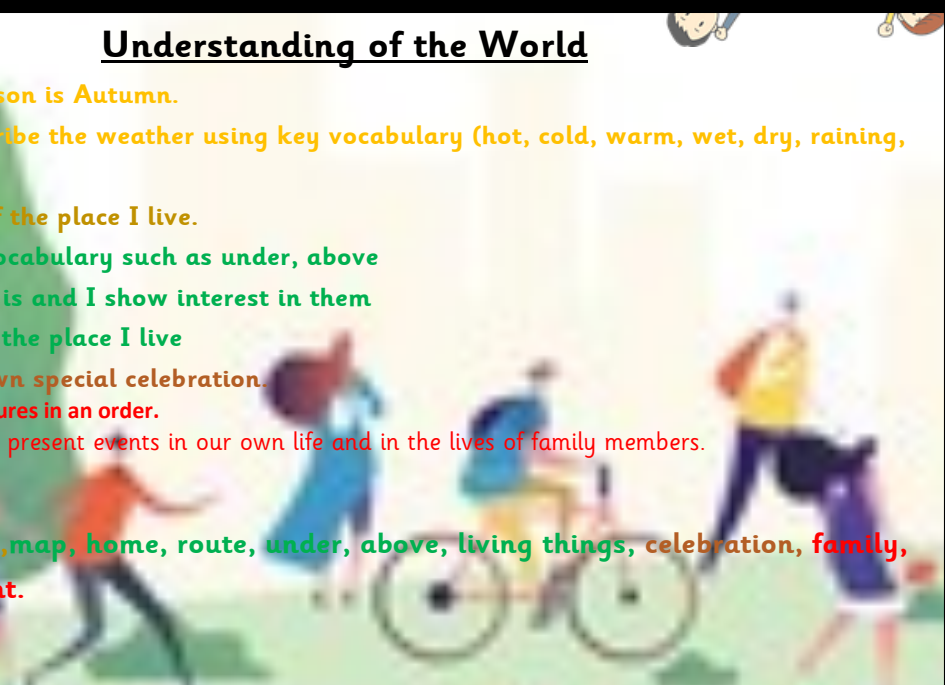 Understanding of the World
son is Autumn.
ribe the weather using key vocabulary (hot, cold, warm, wet, dry, raining,
f the place I live.
ocabulary such as under, above
is and I show interest in them
the place I live
wn special celebration.
ures in an order.
present events in our own life and in the lives of family members.
,map, home, route, under, above, living things, celebration, family,
nt.